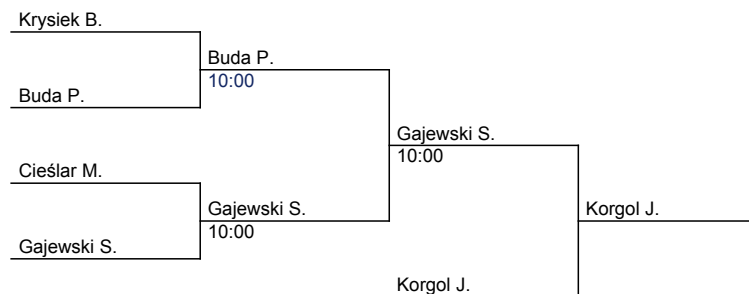 Krysiek B.
Buda P.
10:00
Buda P.
Gajewski S.
10:00
Cieślar M.
Gajewski S.
10:00
Korgol J.
Gajewski S.
Korgol J.